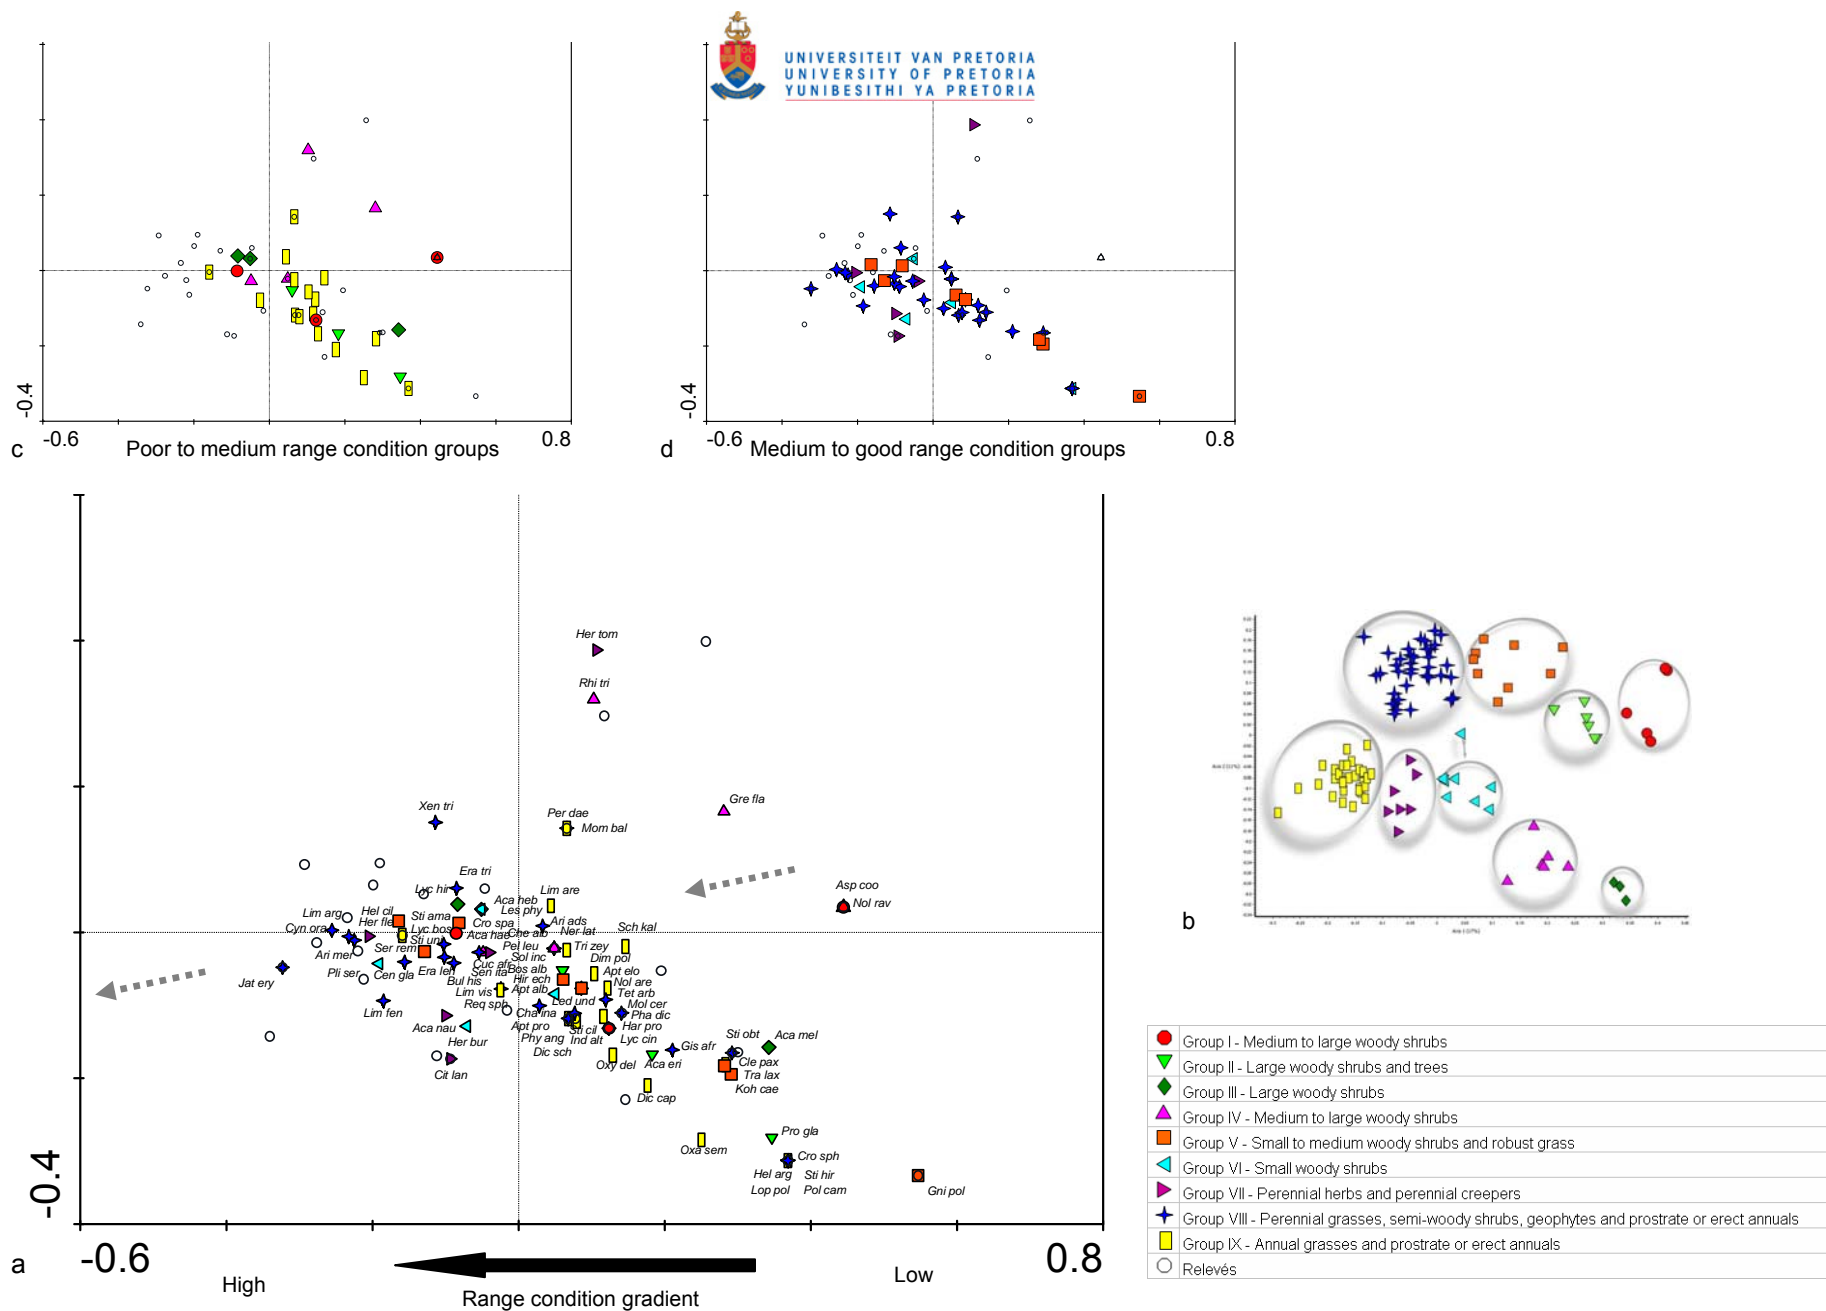 UNIVERSITEIT VAN PRETORIA
UNIVERSITY OF PRETORIA
YUNIBESITHI YA PRETORIA
-0.4
-0.6
0.8
c
Poor to medium range condition groups
-0.4
-0.6
0.8
d
Medium to good range condition groups
Her tom
Rhi tri
Gre fla
Xen tri
Per dae
Mom bal
Era tri
Asp coo
Nol rav
Lyc hir
Aca heb
Les phy
Lim are
Lim arg
Hel cil
Her fle
Sti ama
Lyc bos
Cro spa
Ari ads
Cyn ora
Sti uni
Aca hae
Che alb
Ner lat
Sch kal
Ari mer
Ser rem
Pel leu
Tri zey
Sol inc
Dim pol
Jat ery
Pli ser
Cen gla
Era leh
Cuc afr
Bos alb
Apt elo
Bul his
Sen ita
Hir ech
Nol are
Lim vis
Apt alb
Tet arb
Lim fen
Req sph
Led und
Mol cer
Cha ina
Pha dic
Aca nau
Apt pro
Sti cil
Har pro
Her bur
Phy ang
Ind alt
Lyc cin
Sti obt
Aca mel
Dic sch
Gis afr
Cit lan
Oxy del
Aca eri
Cle pax
Tra lax
Koh cae
Dic cap
Pro gla
Oxa sem
Cro sph
Hel arg
Sti hir
Lop pol
Pol cam
Gni pol
-0.4
-0.6
0.8
a
High
Low
Range condition gradient
b
Group I - Medium to large woody shrubs
Group II - Large woody shrubs and trees
Group III - Large woody shrubs
Group IV - Medium to large woody shrubs
Group V - Small to medium woody shrubs and robust grass
Group VI - Small woody shrubs
Group VII - Perennial herbs and perennial creepers
Group VIII - Perennial grasses, semi-woody shrubs, geophytes and prostrate or erect annuals
Group IX - Annual grasses and prostrate or erect annuals
Relevés